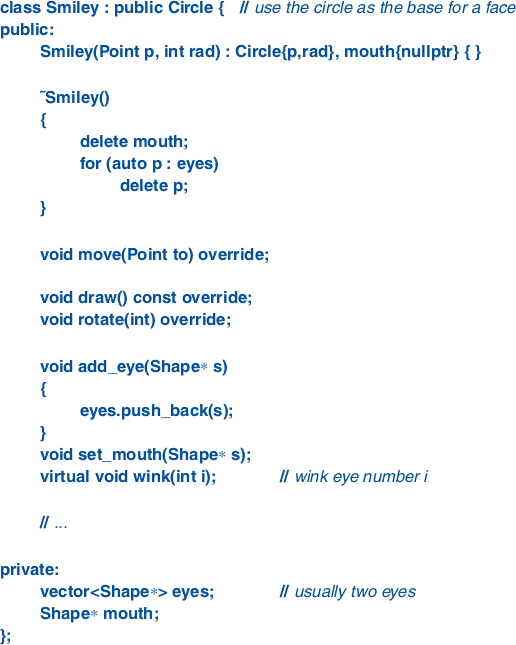 class Smiley : public Circle { // use the circle as the base for a face
public:
Smiley(Point p, int rad) : Circle{p,rad}, mouth{nullptr} { }
~Smiley()
{
delete mouth;
for (auto p : eyes)
delete p;
}
void move(Point to) override;
void draw() const override;
void rotate(int) override;
void add_eye(Shape* s)
{
eyes.push_back(s);
}
void set_mouth(Shape* s);
virtual void wink(int i); // wink eye number i
// ...
private:
vector<Shape*> eyes; // usually two eyes
Shape* mouth;
};